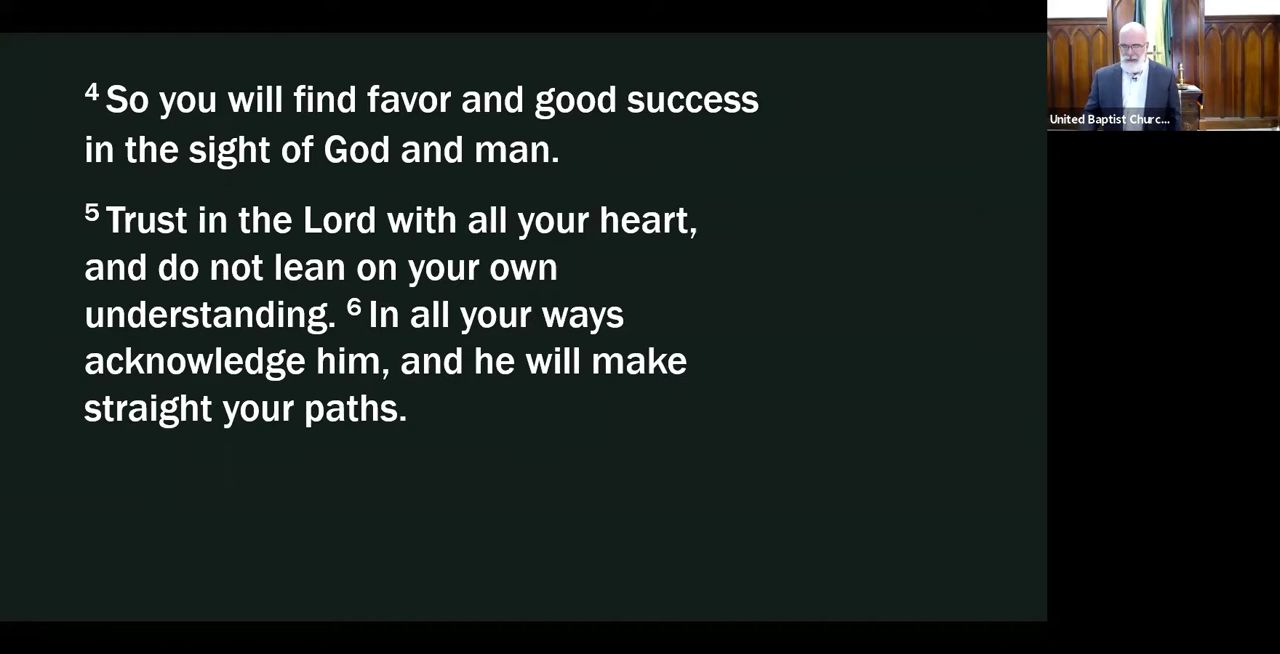 ⁴ So you will find favor and good success
in the sight of God and man.
⁵ Trust in the Lord with all your heart,
and do not lean on your own
understanding. ⁶ In all your ways
acknowledge him, and he will make
straight your paths.
United Baptist Churc...